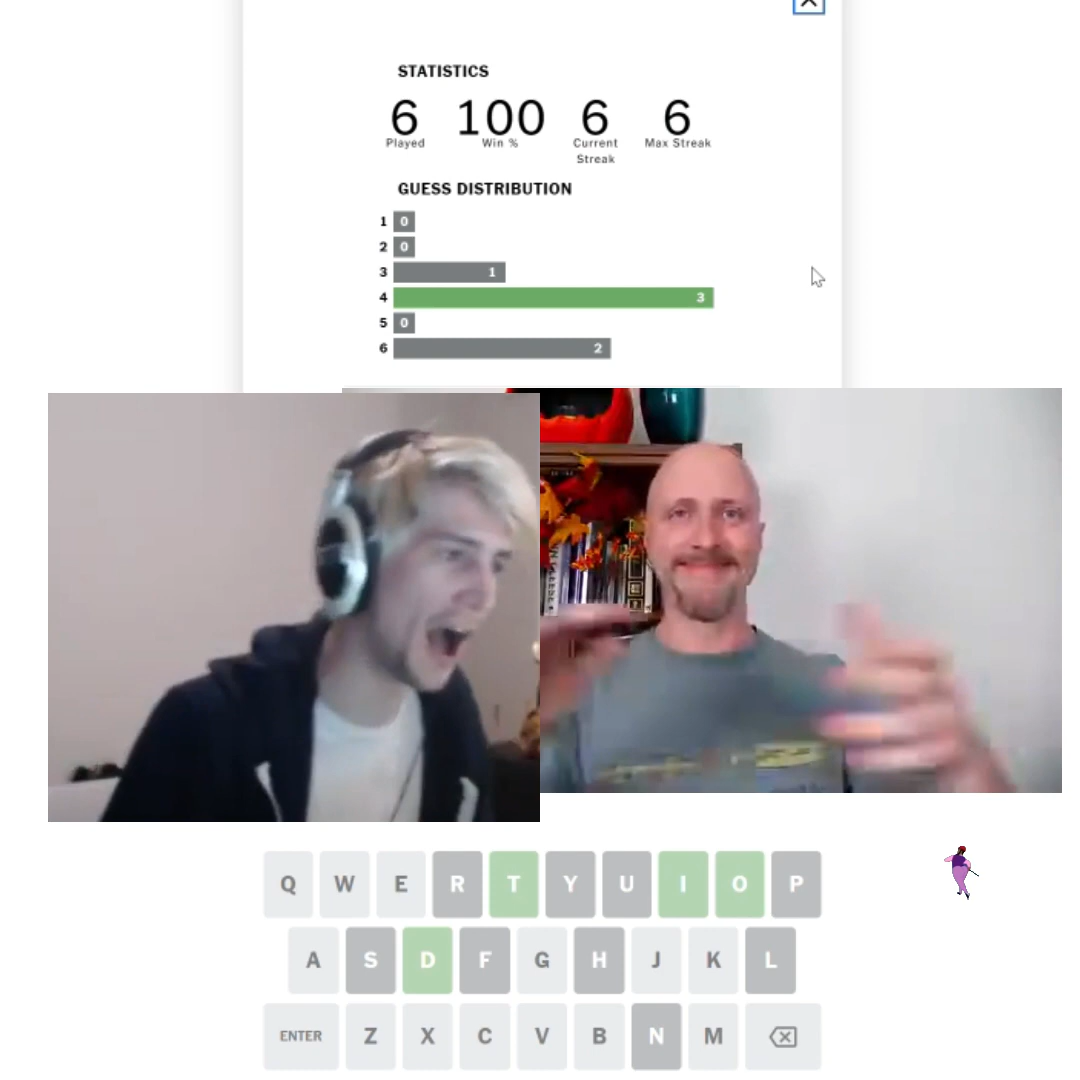 STATISTICS
6 100 6 6
Played Win % Current Streak Max Streak
GUESS DISTRIBUTION
1 0
2 0
3 1
4 3
5 0
6 2
Q W E R T Y U I O P
A S D F G H J K L
ENTER Z X C V B N M